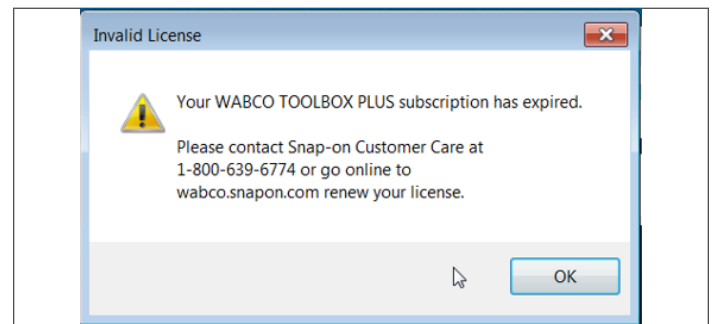 Invalid License
Your WABCO TOOLBOX PLUS subscription has expired.
Please contact Snap-on Customer Care at
1-800-639-6774 or go online to
wabco.snapon.com renew your license.
OK